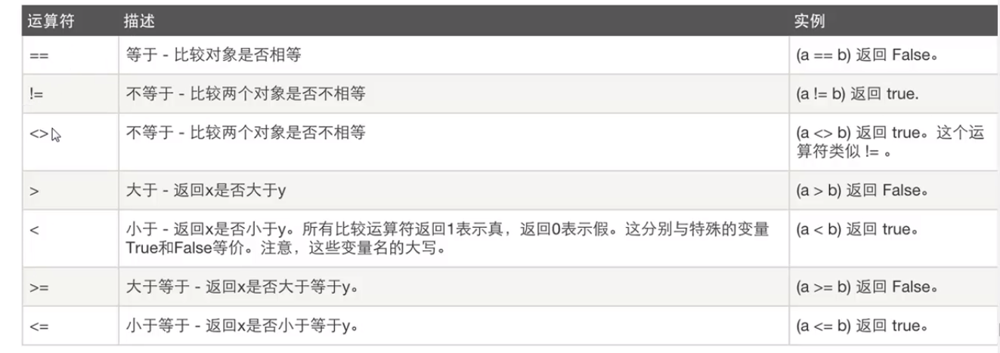 运算符 描述 实例
== 等于 - 比较对象是否相等 (a == b) 返回 False。
!= 不等于 - 比较两个对象是否不相等 (a != b) 返回 true.
<> 不等于 - 比较两个对象是否不相等 (a <> b) 返回 true。这个运
算符类似 != 。
> 大于 - 返回x是否大于y (a > b) 返回 False。
< 小于 - 返回x是否小于y。所有比较运算符返回1表示真，返回0表示假。这分别与特殊的变量 (a < b) 返回 true。
True和False等价。注意，这些变量名的大写。
>= 大于等于 - 返回x是否大于等于y。 (a >= b) 返回 False。
<= 小于等于 - 返回x是否小于等于y。 (a <= b) 返回 true。